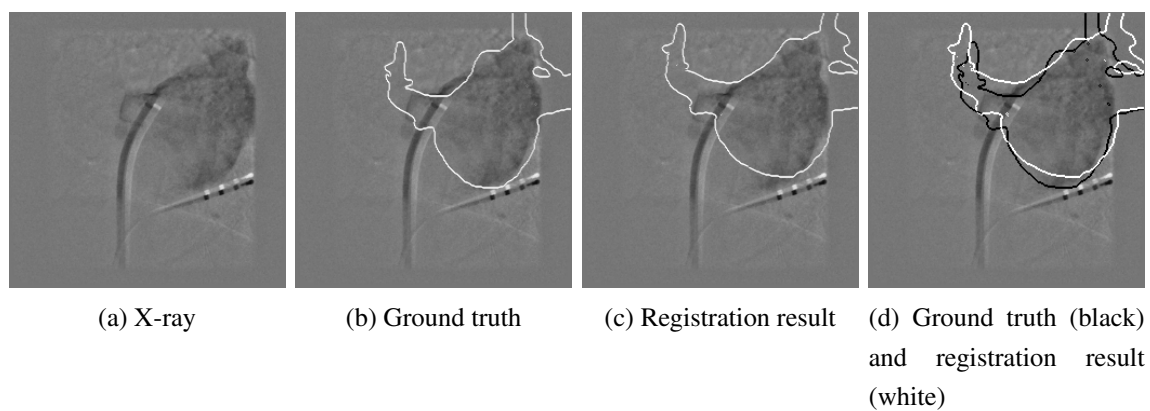 (a) X-ray
(b) Ground truth
(c) Registration result
(d) Ground truth (black)
and registration result
(white)